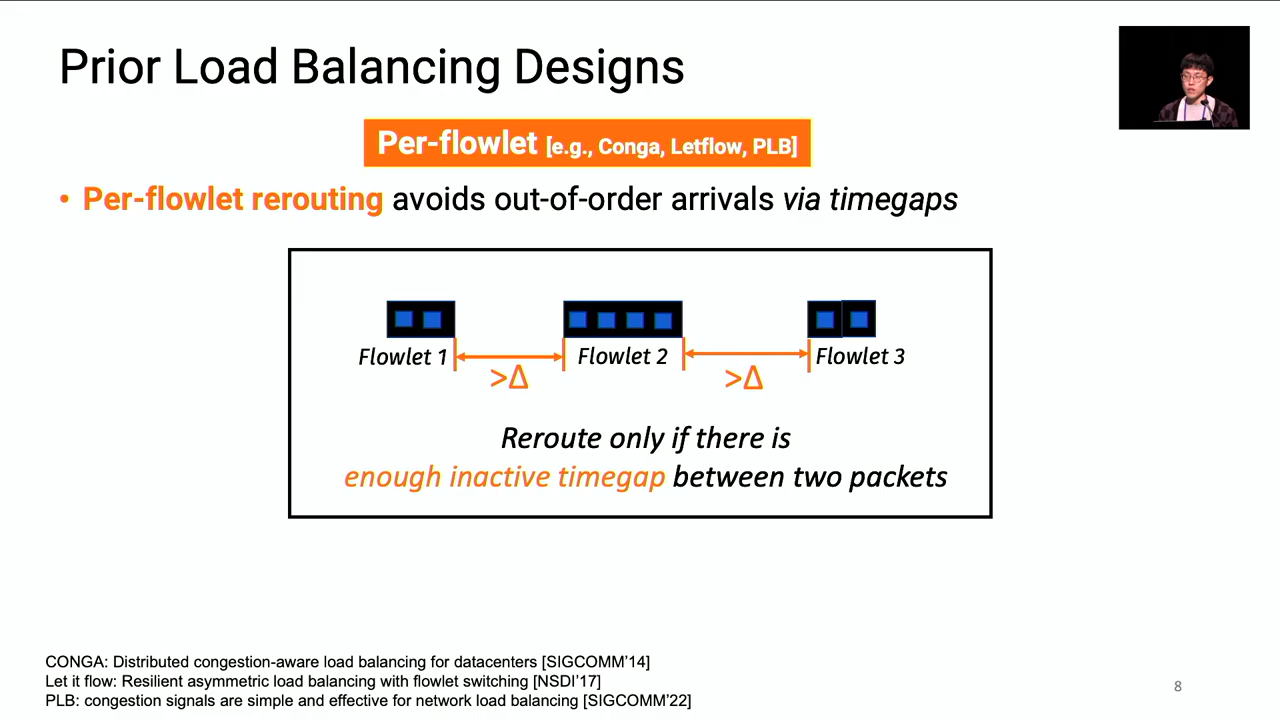 Prior Load Balancing Designs
Per-flowlet [e.g., Conga, Letflow, PLB]
• Per-flowlet rerouting avoids out-of-order arrivals via timegaps
Flowlet 1
Flowlet 2
Flowlet 3
>Δ
>Δ
Reroute only if there is
enough inactive timegap between two packets
CONGA: Distributed congestion-aware load balancing for datacenters [SIGCOMM’14]
Let it flow: Resilient asymmetric load balancing with flowlet switching [NSDI’17]
PLB: congestion signals are simple and effective for network load balancing [SIGCOMM’22]
8